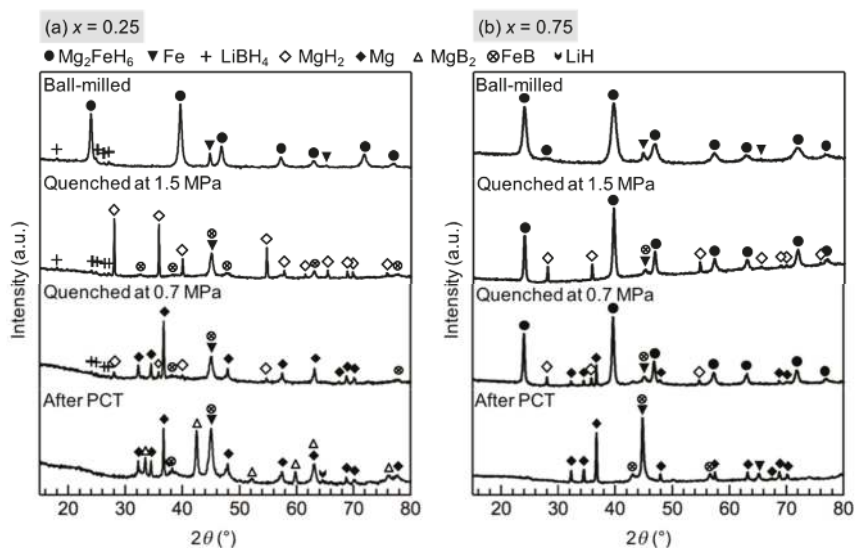 (a) x = 0.25
(b) x = 0.75
● Mg₂FeH₆ ▼ Fe + LiBH₄ ◇ MgH₂ ◆ Mg △ MgB₂ ⊗ FeB LiH
Ball-milled
Quenched at 1.5 MPa
Quenched at 0.7 MPa
After PCT
Intensity (a.u.)
20 30 40 50 60 70 80
2θ (°)
Ball-milled
Quenched at 1.5 MPa
Quenched at 0.7 MPa
After PCT
Intensity (a.u.)
20 30 40 50 60 70 80
2θ (°)